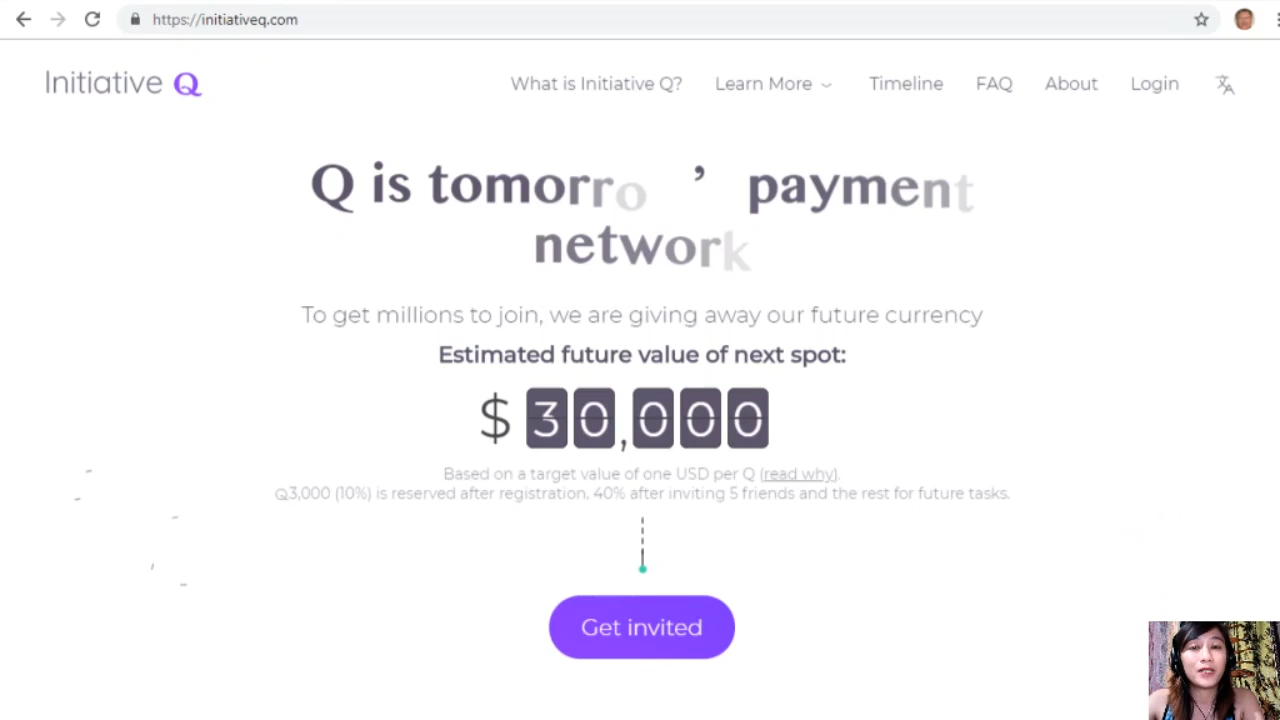 https://initiativeq.com
Initiative Q
What is Initiative Q? Learn More Timeline FAQ About Login
Q is tomorro ’ payment
network
To get millions to join, we are giving away our future currency
Estimated future value of next spot:
$ 30,000
Based on a target value of one USD per Q (read why).
Q3,000 (10%) is reserved after registration, 40% after inviting 5 friends and the rest for future tasks.
Get invited